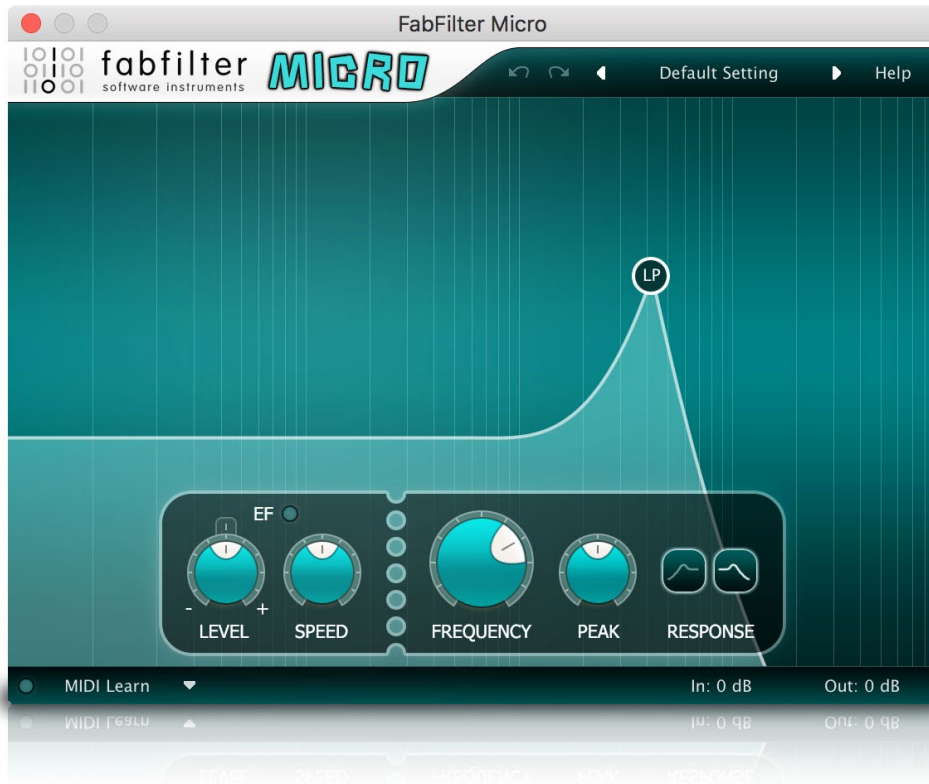 FabFilter Micro
fabfilter MICRO
software instruments
Default Setting
Help
LP
EF
- +
LEVEL SPEED FREQUENCY PEAK RESPONSE
MIDI Learn In: 0 dB Out: 0 dB